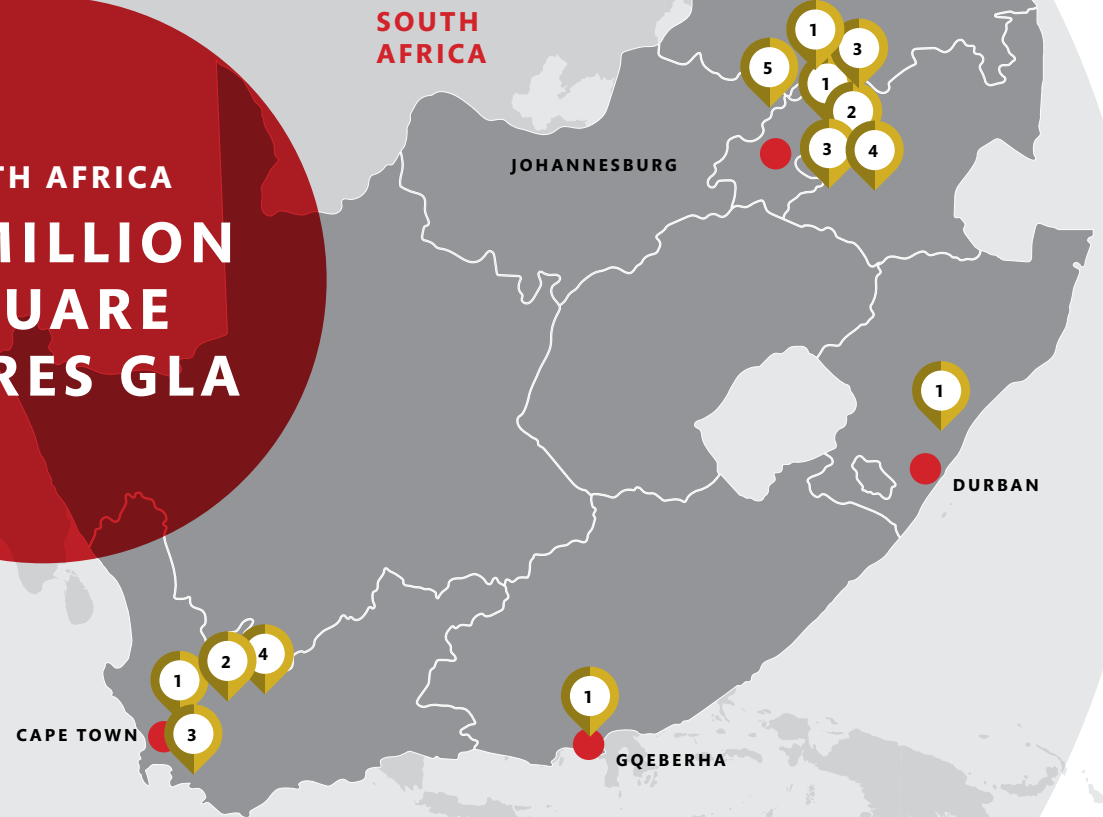 SOUTH
AFRICA
1
3
5
1
2
3
4
JOHANNESBURG
TH AFRICA
MILLION
UARE
RES GLA
1
DURBAN
4
2
1
3
CAPE TOWN
1
GQEBERHA